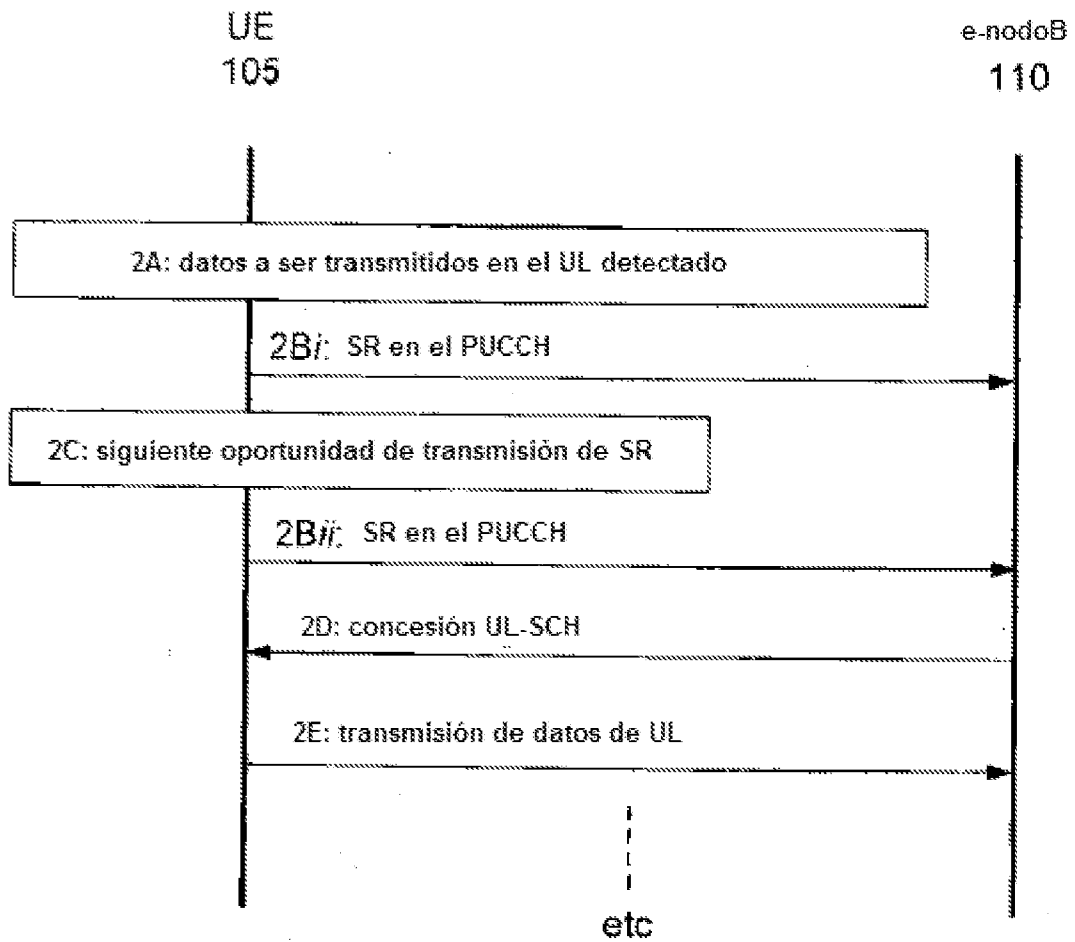 UE
105
e-nodoB
110
2A: datos a ser transmitidos en el UL detectado
2Bi: SR en el PUCCH
2C: siguiente oportunidad de transmisión de SR
2Bii: SR en el PUCCH
2D: concesión UL-SCH
2E: transmisión de datos de UL
etc